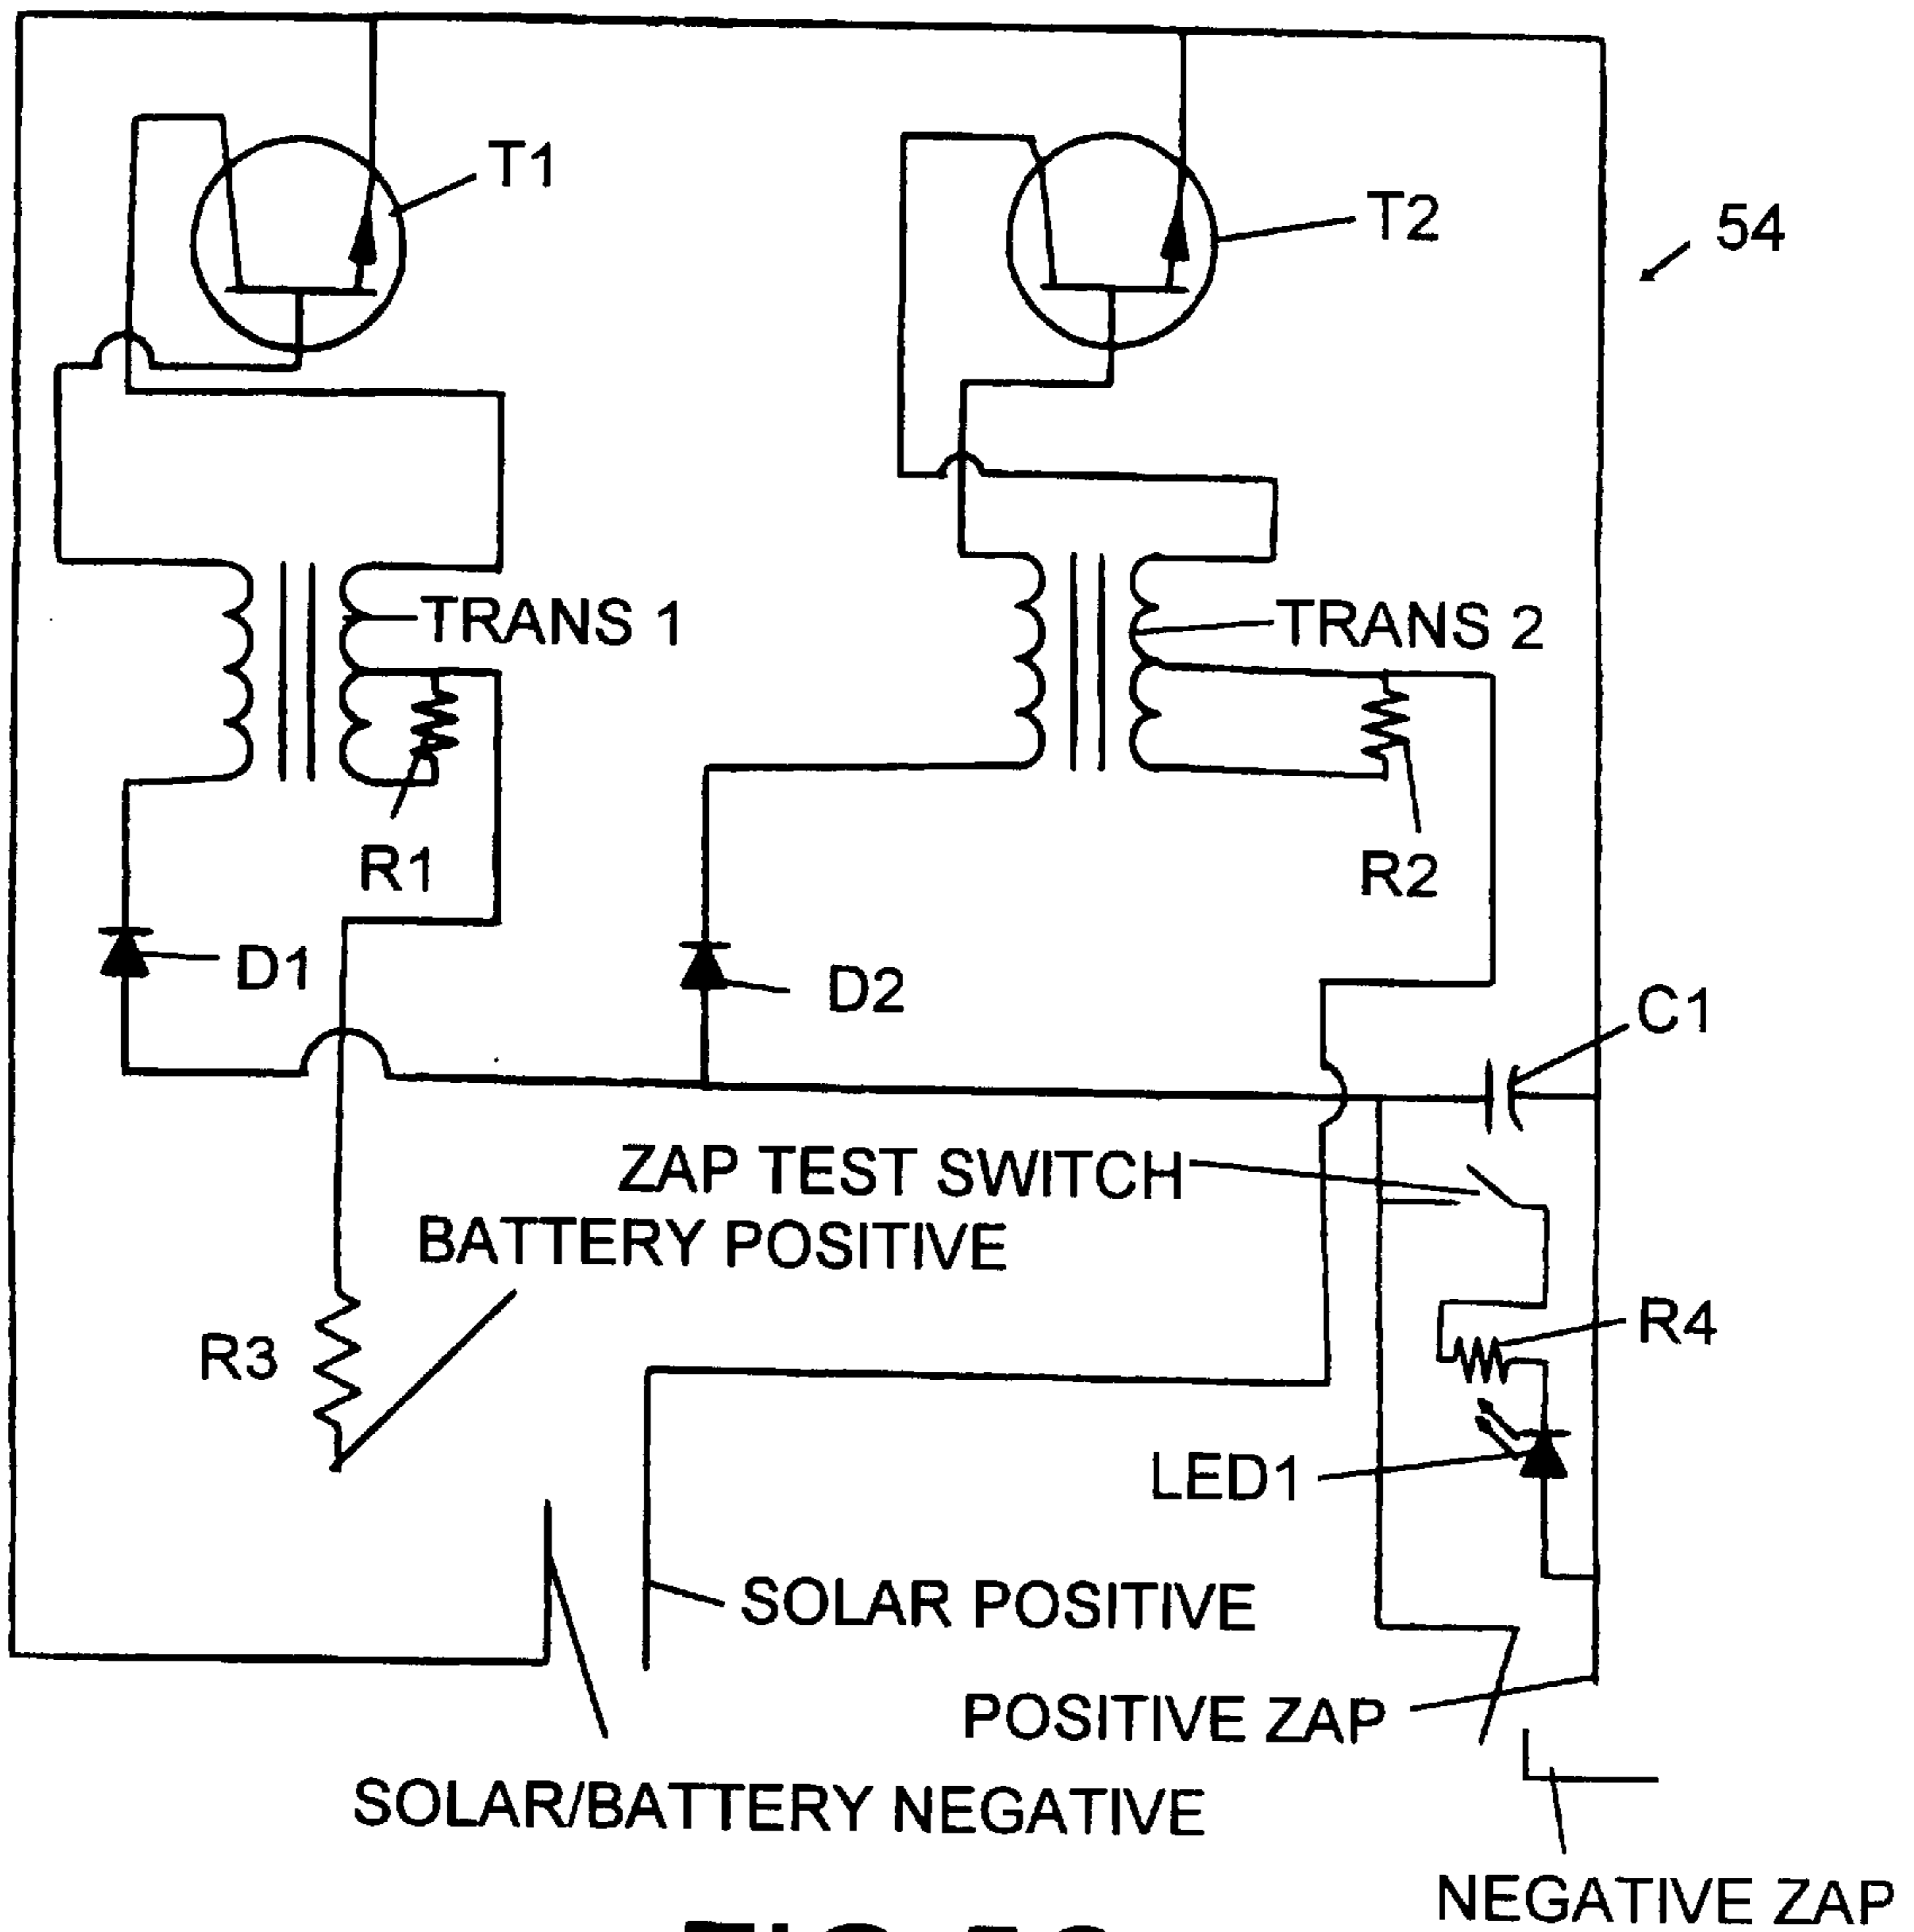 T1
T2
54
TRANS 1
TRANS 2
R1
R2
D1
D2
C1
ZAP TEST SWITCH
BATTERY POSITIVE
R3
R4
LED1
SOLAR POSITIVE
POSITIVE ZAP
SOLAR/BATTERY NEGATIVE
NEGATIVE ZAP